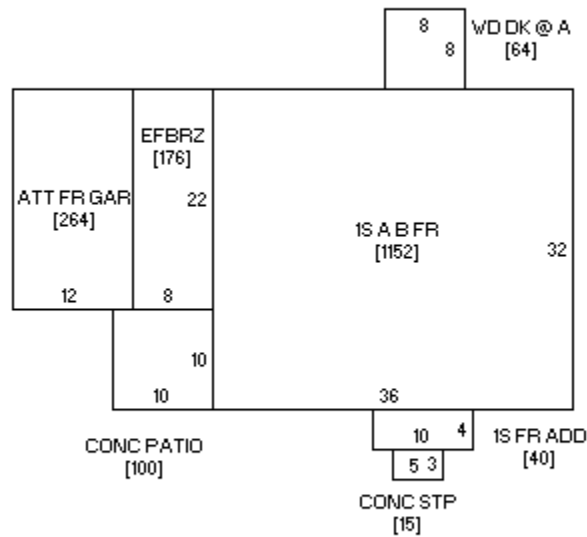 8
8
WD DK @ A
[64]
EFBRZ
[176]
ATT FR GAR
[264]
22
1S A B FR
[1152]
32
12
8
10
10
36
CONC PATIO
[100]
10
4
1S FR ADD
[40]
5
3
CONC STP
[15]